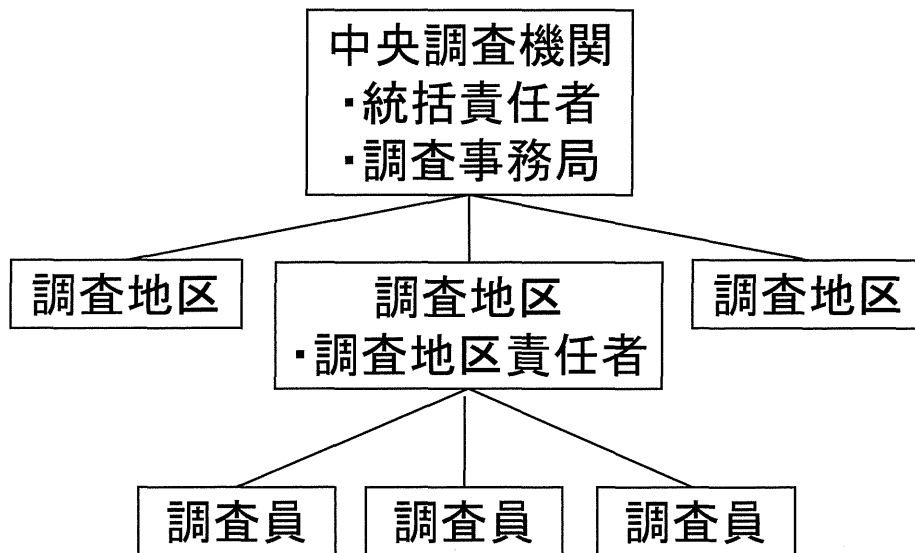 中央調査機関
・統括責任者
・調査事務局
調査地区
調査地区
・調査地区責任者
調査地区
調査員
調査員
調査員